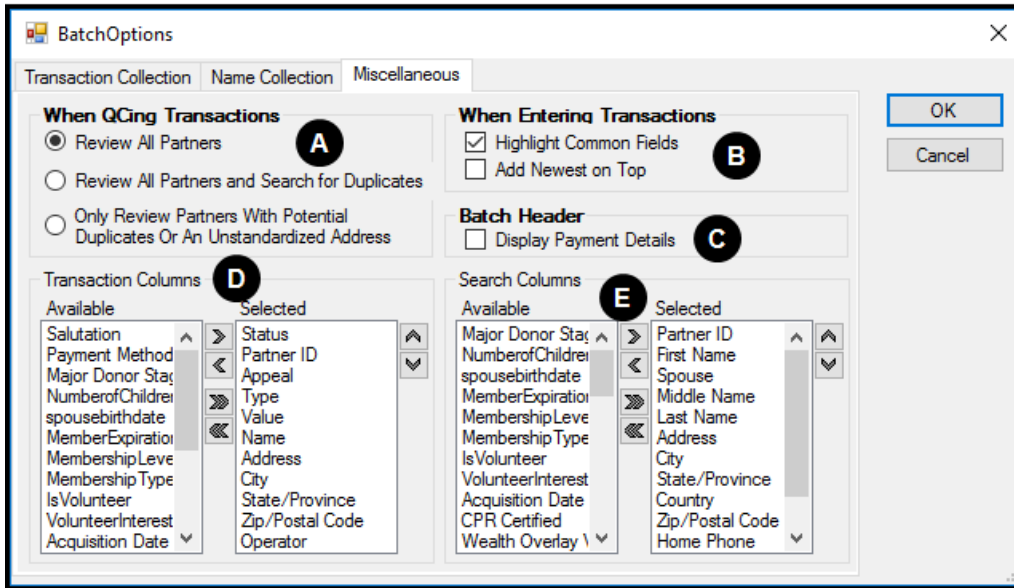 BatchOptions
Transaction Collection Name Collection Miscellaneous
When QCing Transactions
A
Review All Partners
Review All Partners and Search for Duplicates
Only Review Partners With Potential
Duplicates Or An Unstandardized Address
When Entering Transactions
Highlight Common Fields
B
Add Newest on Top
Batch Header
Display Payment Details
C
OK
Cancel
Transaction Columns
D
Available
Salutation
Payment Method
Major Donor Stag
NumberofChildren
spousebirthdate
MemberExpiration
MembershipLeve
MembershipType
IsVolunteer
VolunteerInterest
Acquisition Date
Selected
Status
Partner ID
Appeal
Type
Value
Name
Address
City
State/Province
Zip/Postal Code
Operator
Search Columns
E
Available
Major Donor Stag
NumberofChildren
spousebirthdate
MemberExpiration
MembershipLeve
MembershipType
IsVolunteer
VolunteerInterest
Acquisition Date
CPR Certified
Wealth Overlay V
Selected
Partner ID
First Name
Spouse
Middle Name
Last Name
Address
City
State/Province
Country
Zip/Postal Code
Home Phone